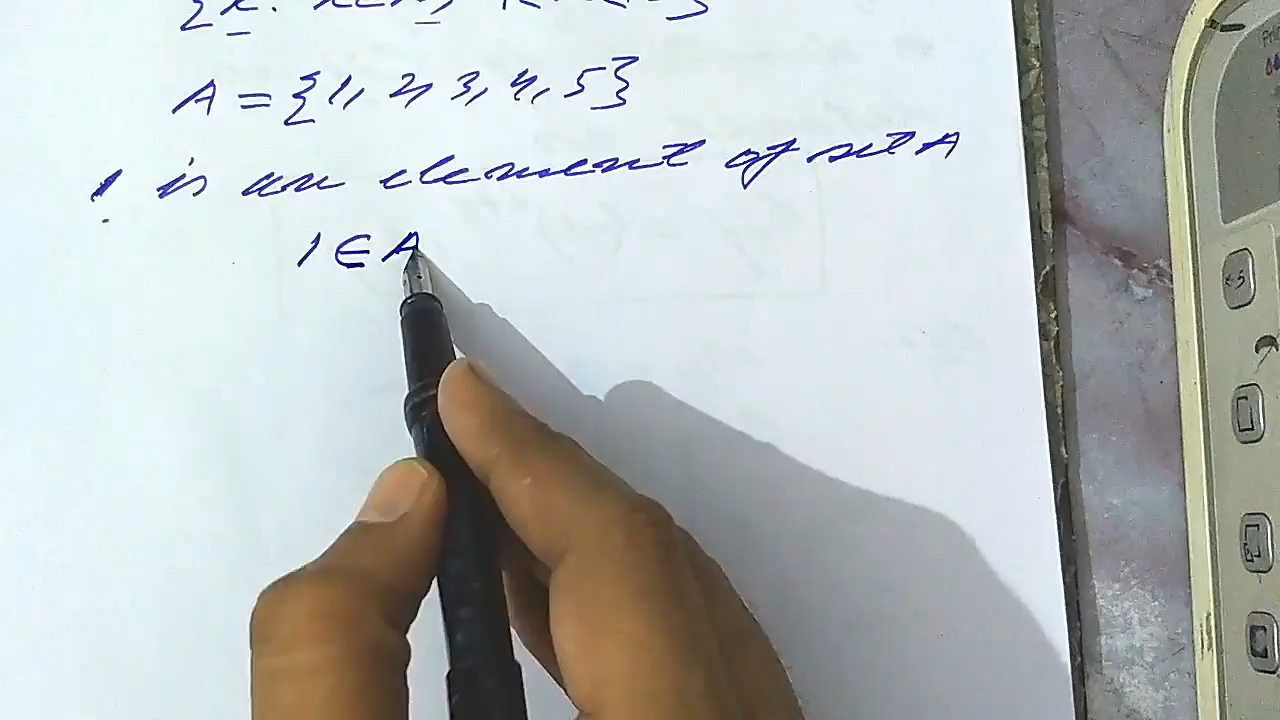 A = {1, 2, 3, 4, 5}
1 is an element of set A
1 ∈ A